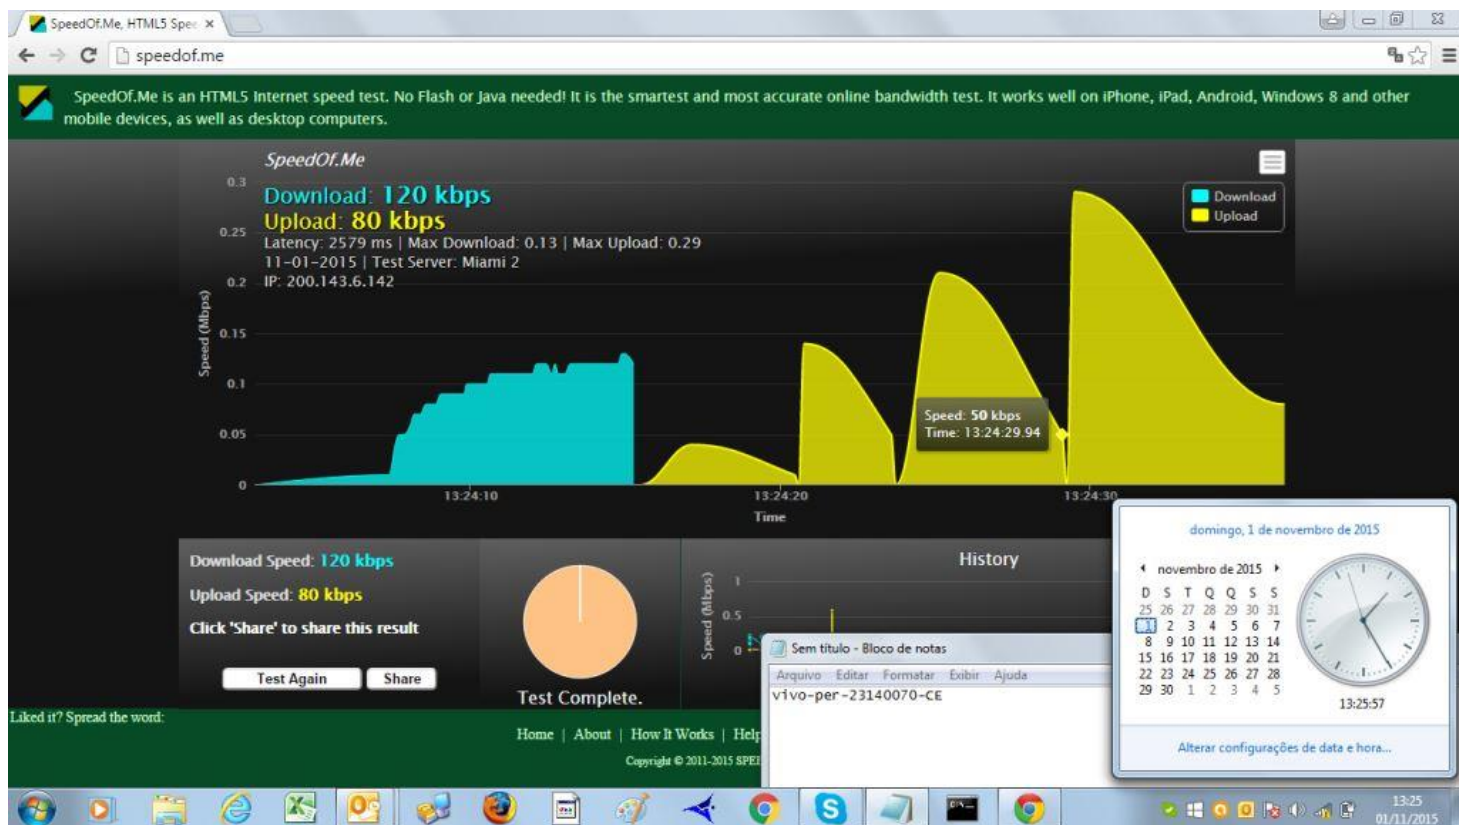 SpeedOf.Me, HTML5 Spee
speedof.me
SpeedOf.Me is an HTML5 Internet speed test. No Flash or Java needed! It is the smartest and most accurate online bandwidth test. It works well on iPhone, iPad, Android, Windows 8 and other
mobile devices, as well as desktop computers.
SpeedOf.Me
Download: 120 kbps
Upload: 80 kbps
Latency: 2579 ms | Max Download: 0.13 | Max Upload: 0.29
11-01-2015 | Test Server: Miami 2
IP: 200.143.6.142
Download
Upload
0.3
0.25
0.2
0.15
0.1
0.05
0
Speed (Mbps)
Speed: 50 kbps
Time: 13:24:29.94
13:24:10
13:24:20
13:24:30
Time
Download Speed: 120 kbps
Upload Speed: 80 kbps
Click 'Share' to share this result
Test Again
Share
Test Complete.
History
Speed (Mbps)
1
0.5
0
Liked it? Spread the word:
Home | About | How It Works | Help
Copyright © 2011-2015 SPEE
Sem título - Bloco de notas
Arquivo Editar Formatar Exibir Ajuda
vivo-per-23140070-CE
domingo, 1 de novembro de 2015
novembro de 2015
D S T Q Q S S
25 26 27 28 29 30 31
1 2 3 4 5 6 7
8 9 10 11 12 13 14
15 16 17 18 19 20 21
22 23 24 25 26 27 28
29 30 1 2 3 4 5
13:25:57
Alterar configurações de data e hora...
13:25
01/11/2015